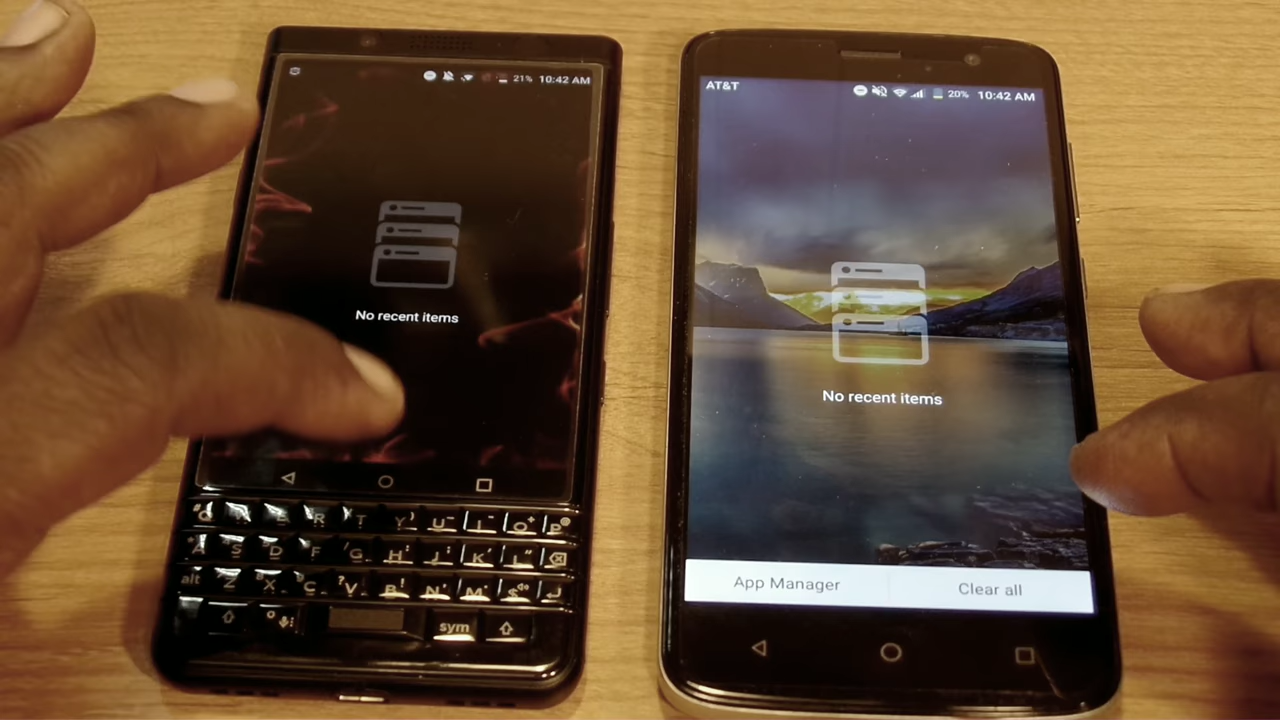 21% 10:42 AM
No recent items
Q W E R T Y U I O P
A S D F G H J K L
alt Z X C V B N M $
sym
AT&T 20% 10:42 AM
No recent items
App Manager Clear all